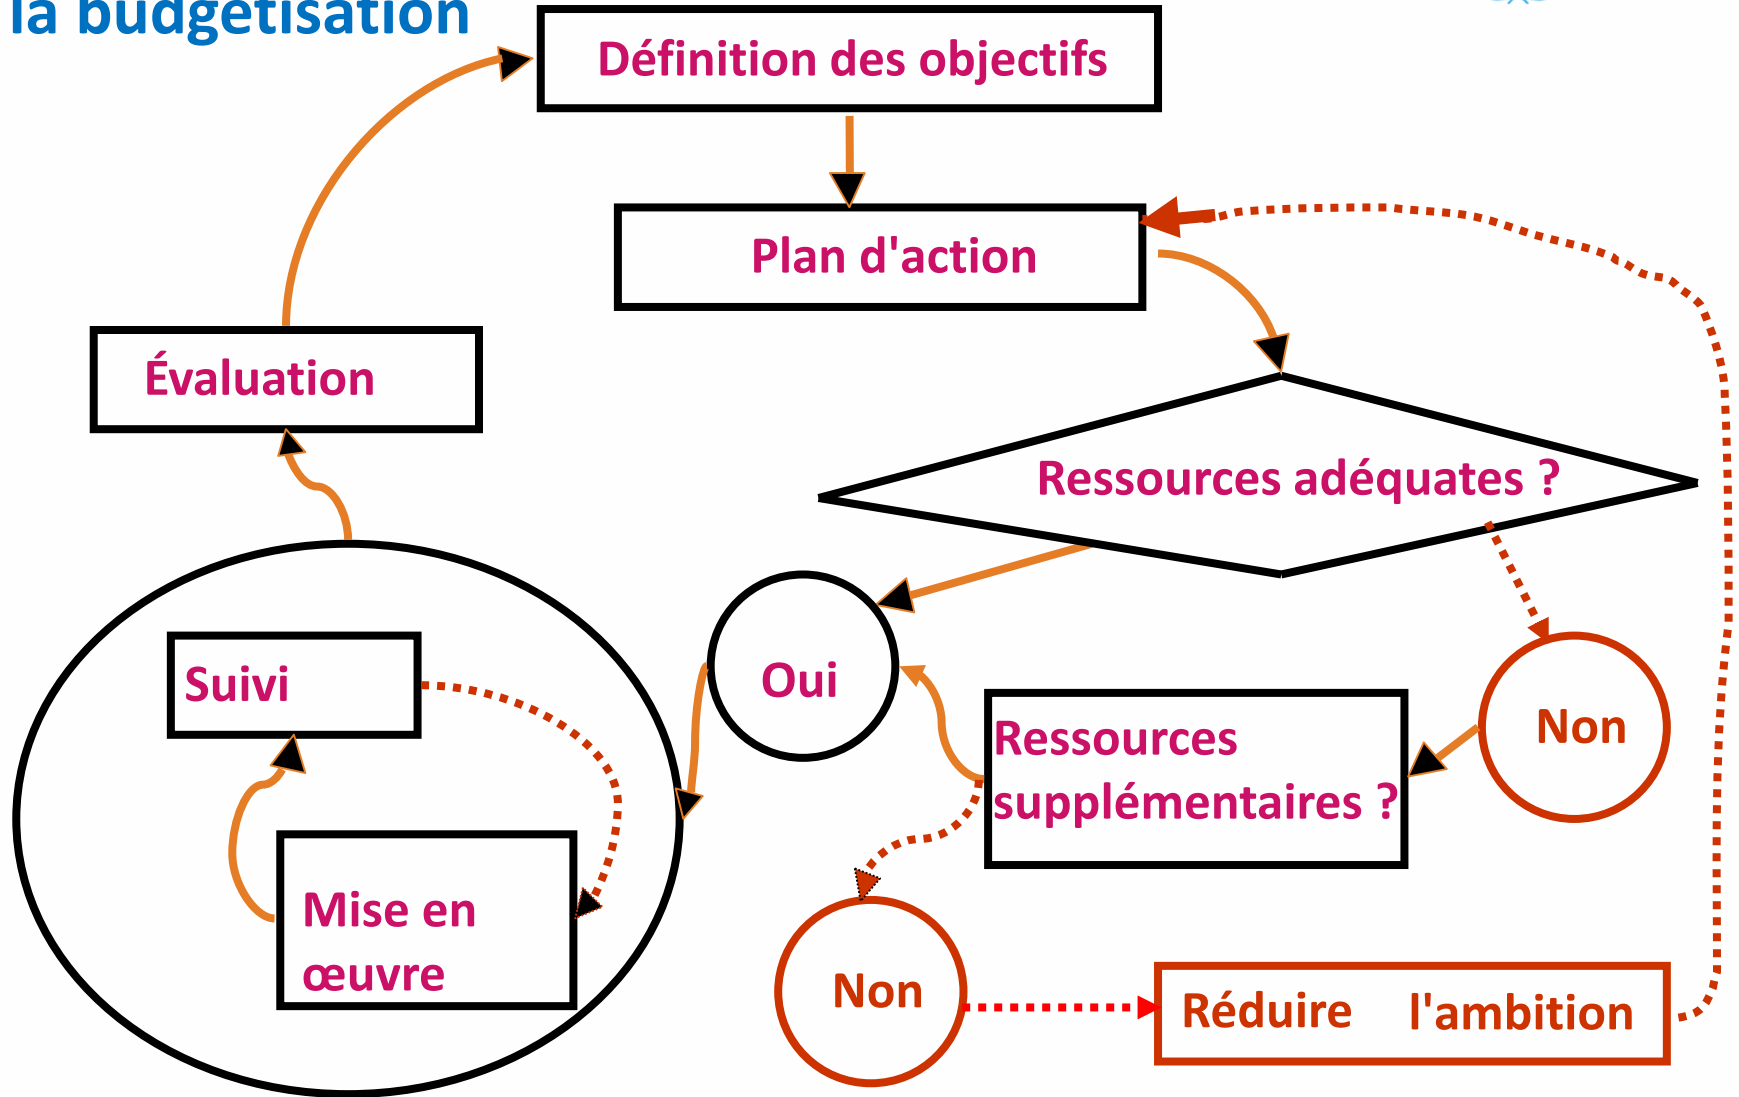 la budgétisation
Définition des objectifs
Plan d'action
Évaluation
Ressources adéquates ?
Suivi
Oui
Ressources
supplémentaires ?
Non
Mise en
œuvre
Non
Réduire l'ambition